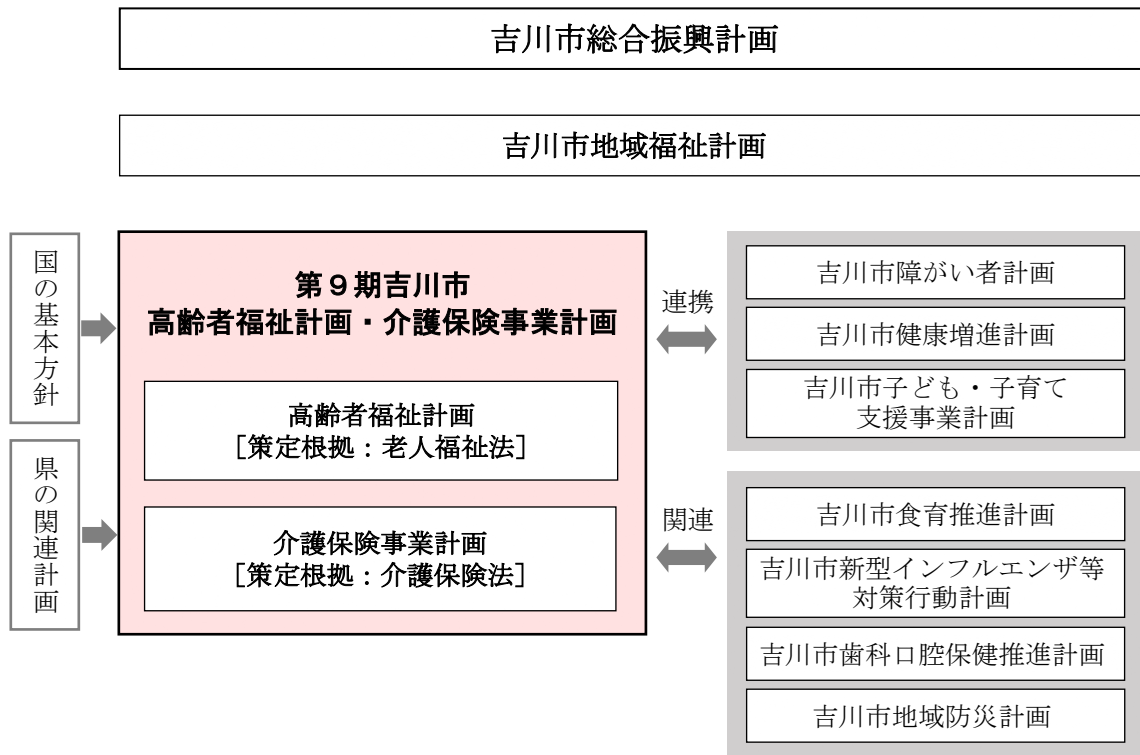 吉川市総合振興計画
吉川市地域福祉計画
国の基本方針
県の関連計画
第９期吉川市
高齢者福祉計画・介護保険事業計画
高齢者福祉計画
［策定根拠：老人福祉法］
介護保険事業計画
［策定根拠：介護保険法］
連携
吉川市障がい者計画
吉川市健康増進計画
吉川市子ども・子育て
支援事業計画
関連
吉川市食育推進計画
吉川市新型インフルエンザ等
対策行動計画
吉川市歯科口腔保健推進計画
吉川市地域防災計画